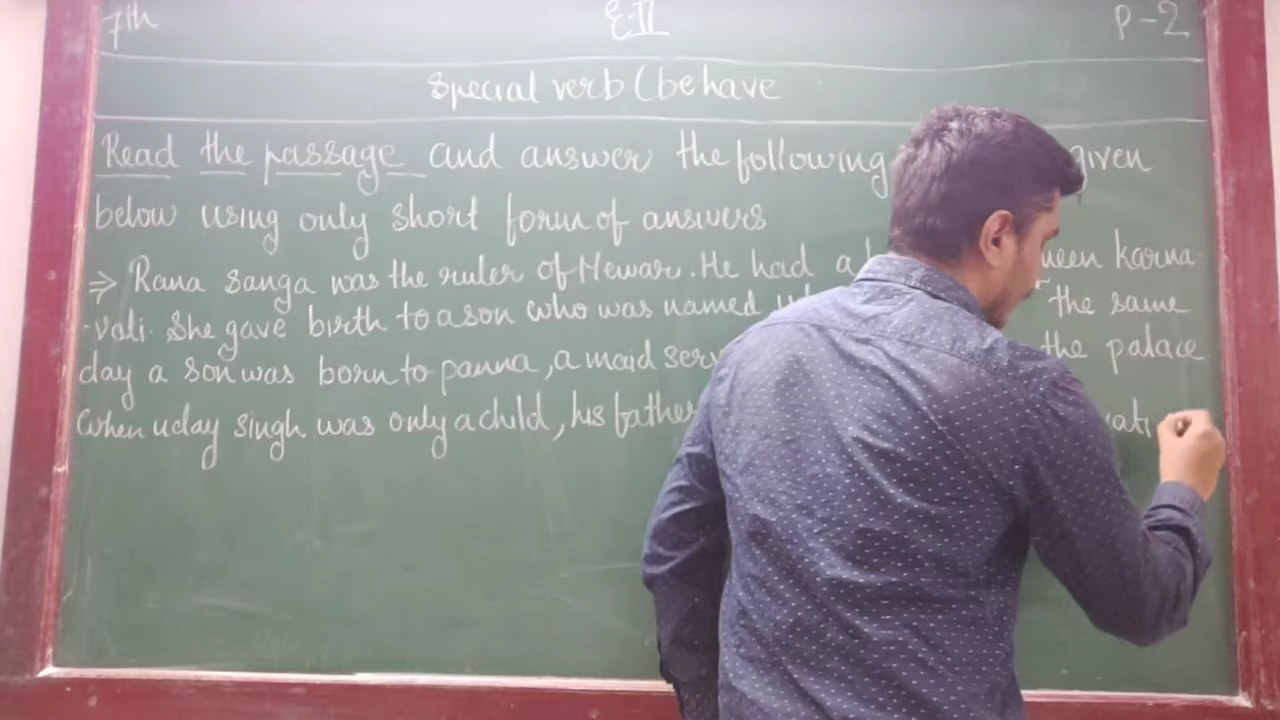 7th E-II P-2
Special verb (be have
Read the passage and answer the following given
below using only short form of answers
⇒ Rana Sanga was the ruler of Mewar. He had a karna
-vati. She gave birth to a son who was named the same
day a son was born to panna, a maid the palace
When uday singh was only a child, his father